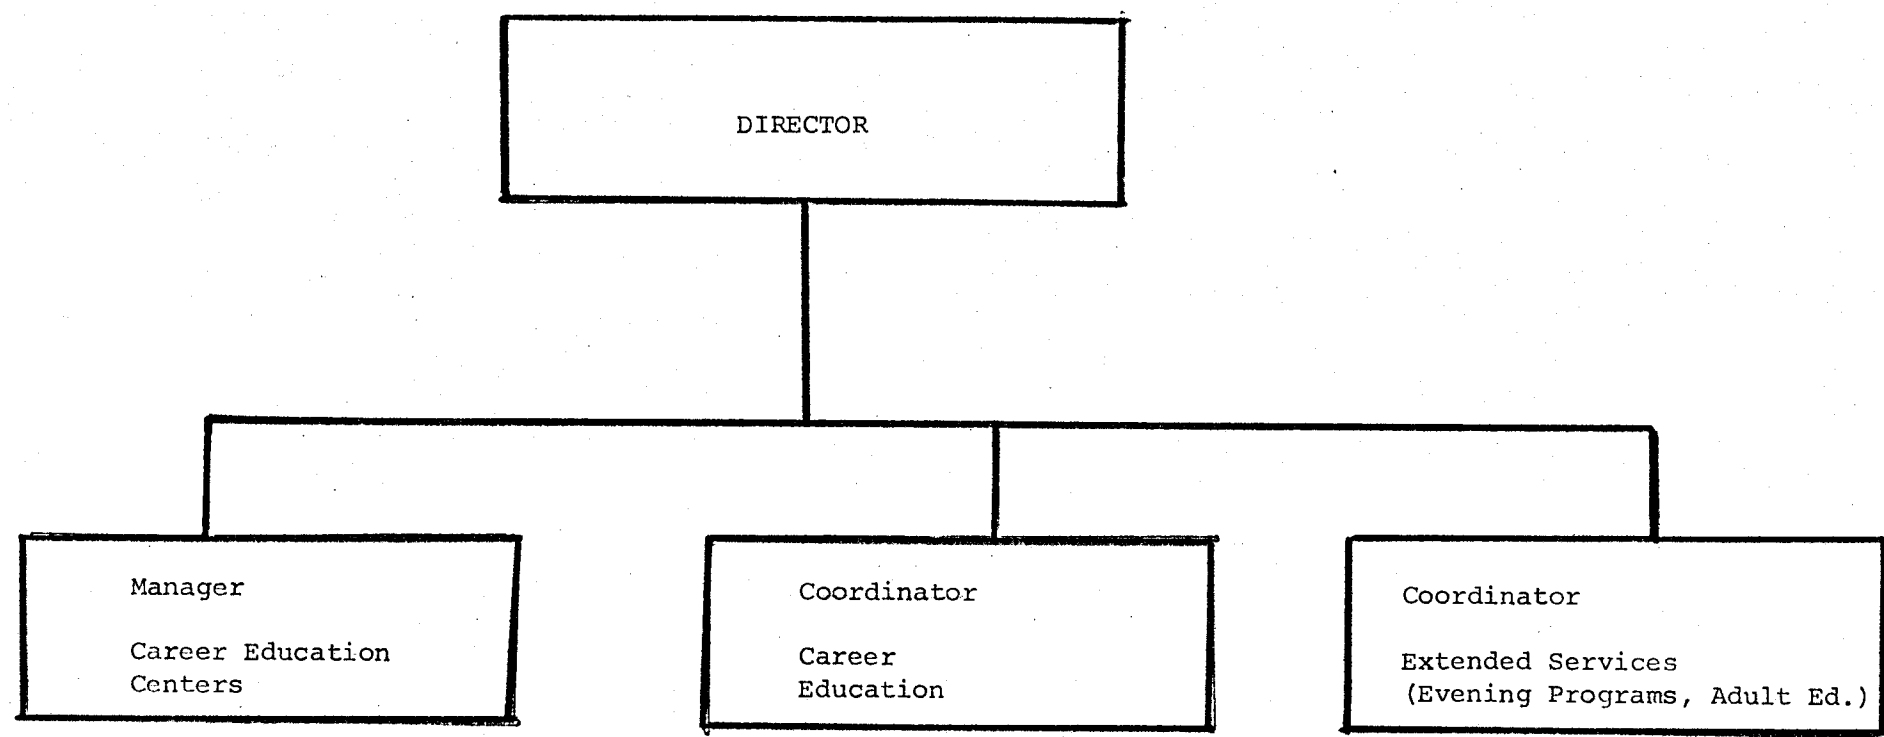 DIRECTOR
Manager
Career Education
Centers
Coordinator
Career
Education
Coordinator
Extended Services
(Evening Programs, Adult Ed.)